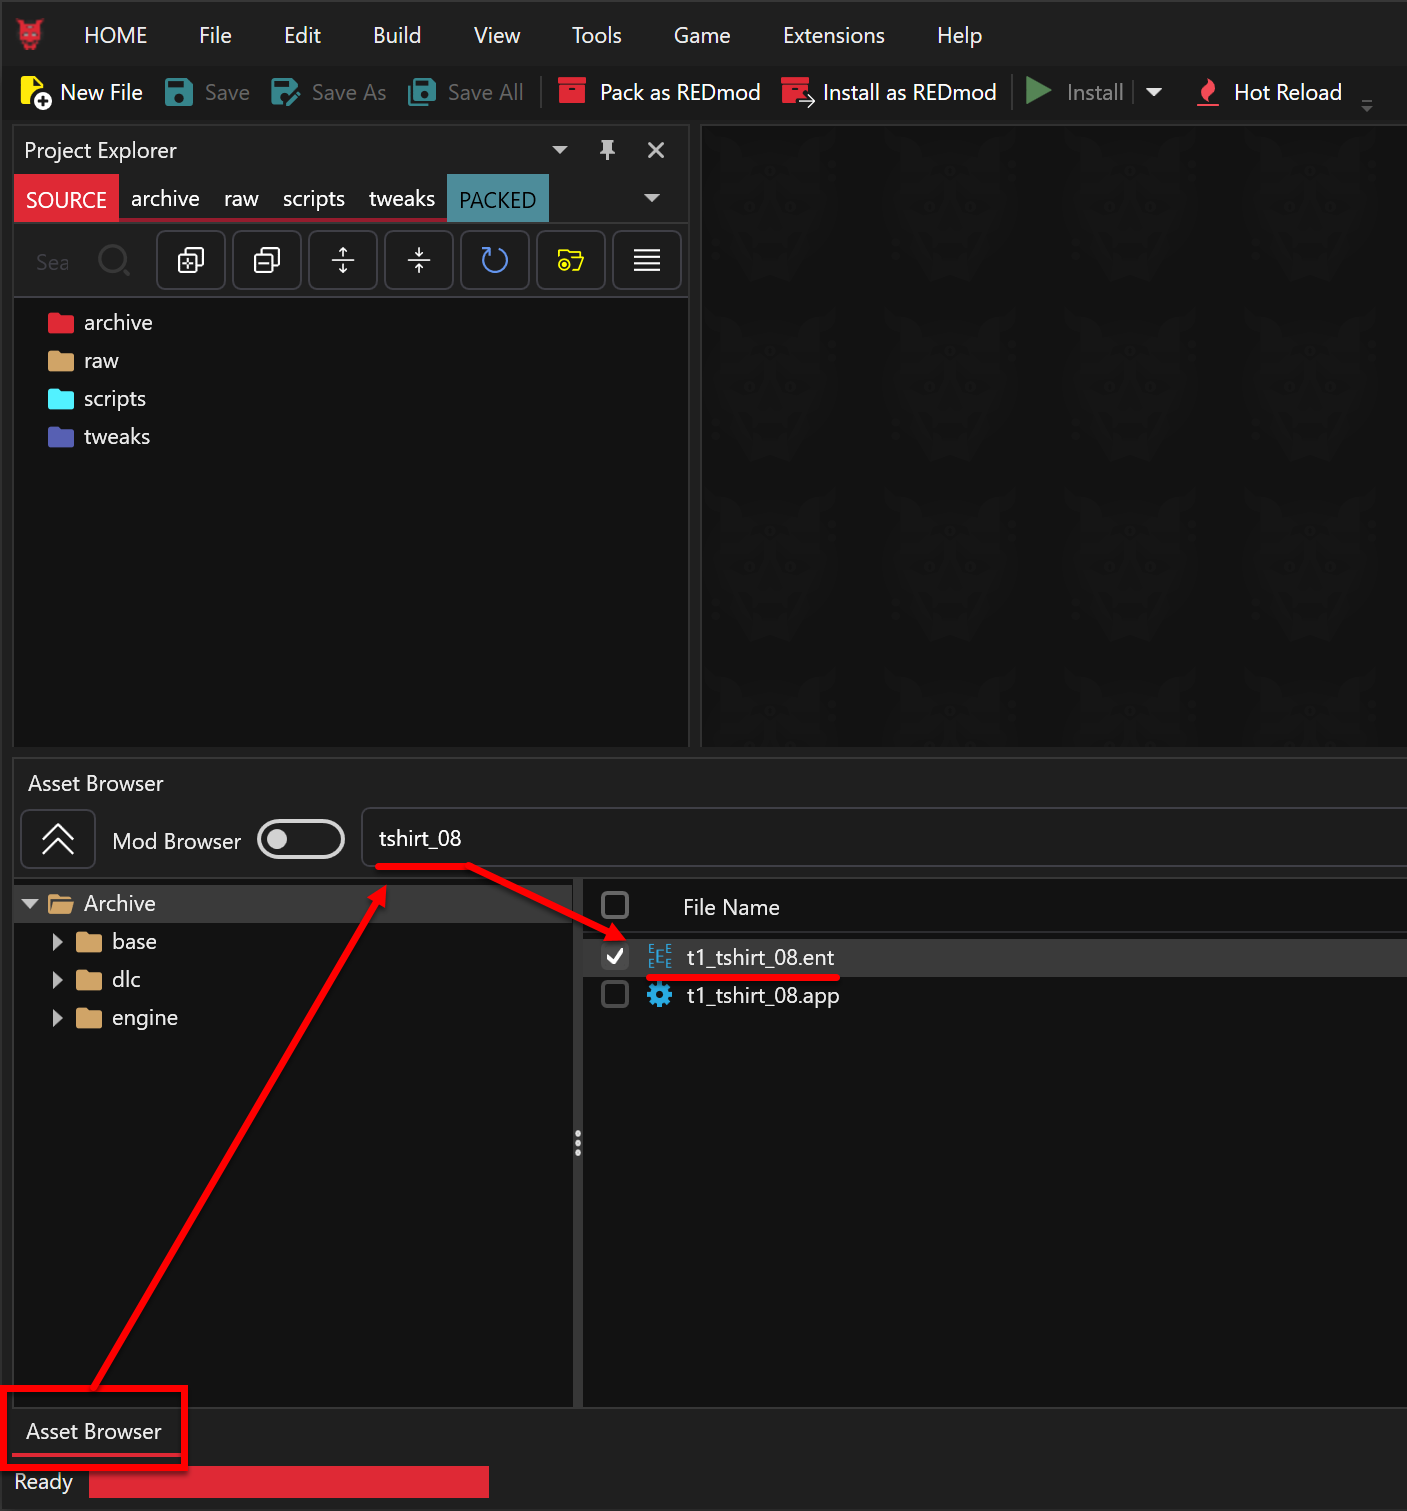 HOME File Edit Build View Tools Game Extensions Help
New File Save Save As Save All Pack as REDmod Install as REDmod Install Hot Reload
Project Explorer
SOURCE archive raw scripts tweaks PACKED
Sea
archive
raw
scripts
tweaks
Asset Browser
Mod Browser tshirt_08
Archive
base
dlc
engine
File Name
t1_tshirt_08.ent
t1_tshirt_08.app
Asset Browser
Ready